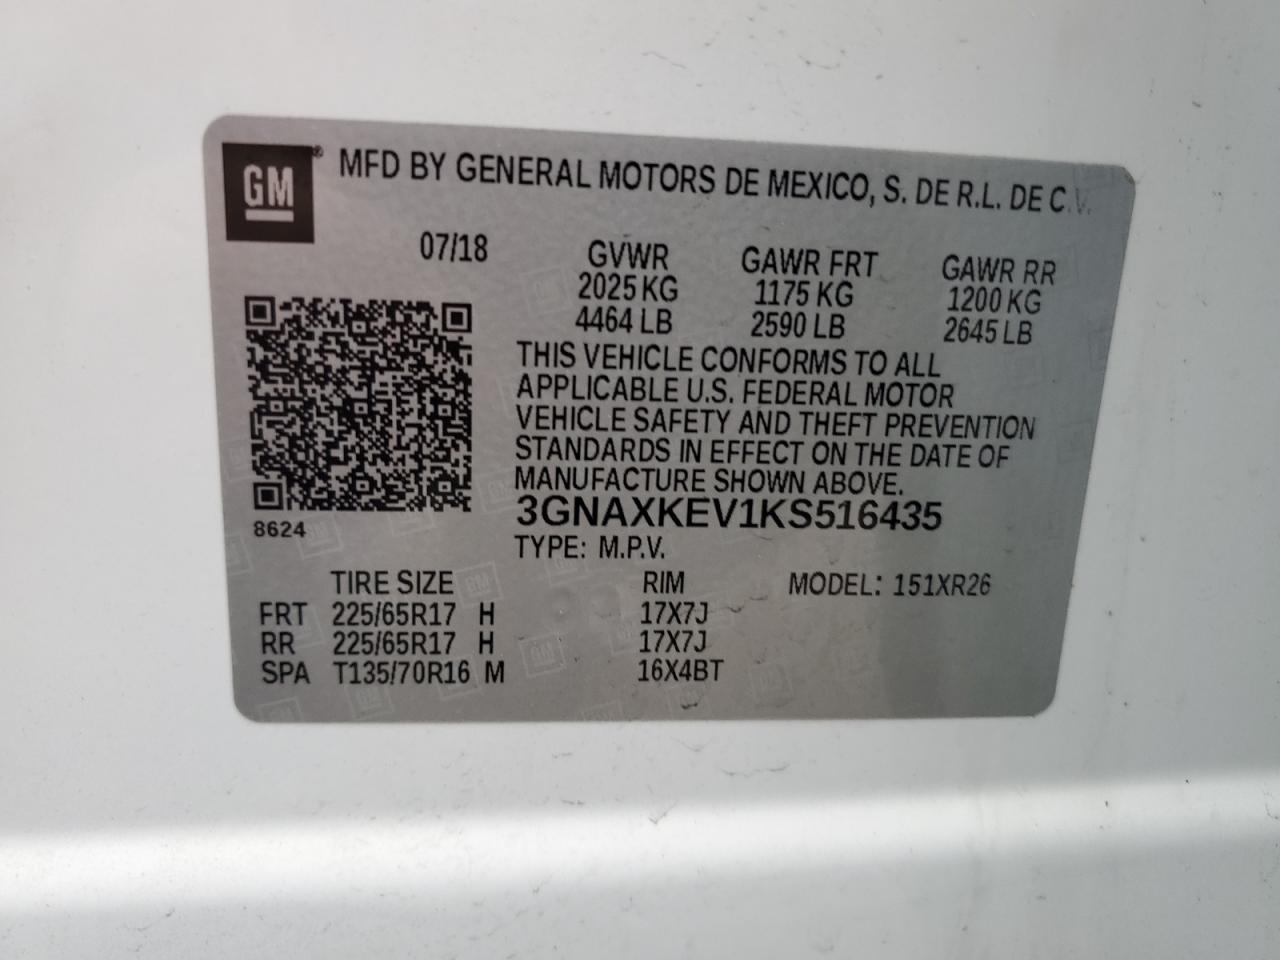 GM® MFD BY GENERAL MOTORS DE MEXICO, S. DE R.L. DE C.V.
07/18 GVWR GAWR FRT GAWR RR
2025 KG 1175 KG 1200 KG
4464 LB 2590 LB 2645 LB
THIS VEHICLE CONFORMS TO ALL
APPLICABLE U.S. FEDERAL MOTOR
VEHICLE SAFETY AND THEFT PREVENTION
STANDARDS IN EFFECT ON THE DATE OF
MANUFACTURE SHOWN ABOVE.
3GNAXKEV1KS516435
8624
TYPE: M.P.V.
TIRE SIZE RIM MODEL: 151XR26
FRT 225/65R17 H 17X7J
RR 225/65R17 H 17X7J
SPA T135/70R16 M 16X4BT